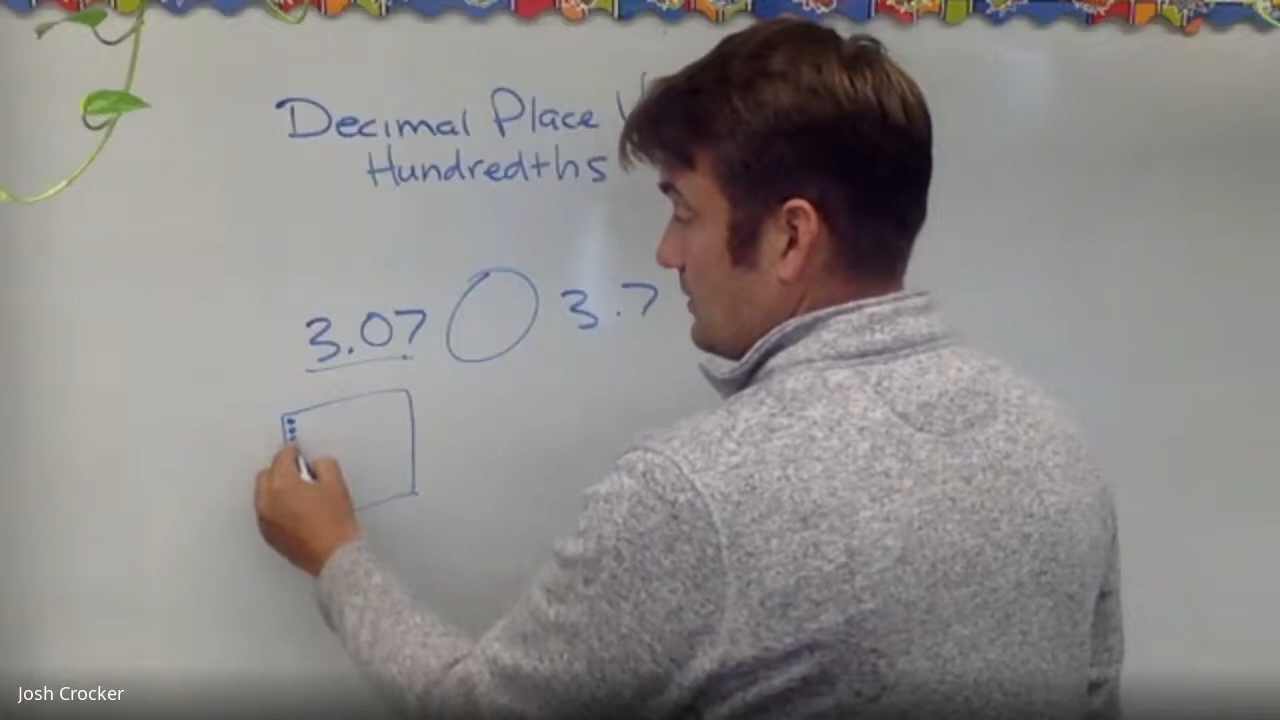 Decimal Place
Hundredths
3.07 ◯ 3.7
Josh Crocker